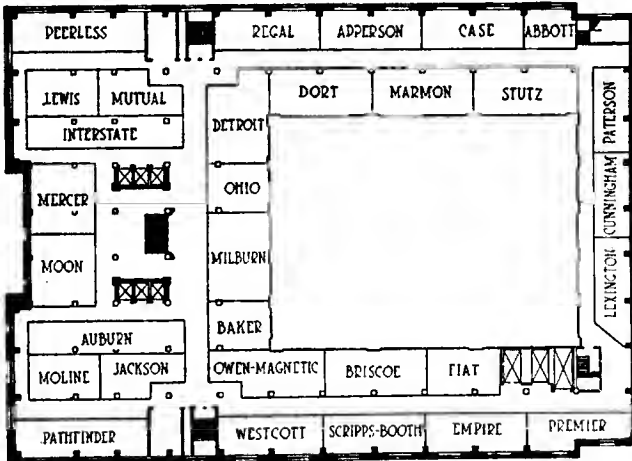 PEERLESS
REGAL
APPERSON
CASE
ABBOTT
LEWIS
MUTUAL
INTERSTATE
DETROIT
DORT
MARMON
STUTZ
PATERSON
MERCER
OHIO
CUNNINGHAM
MOON
MILBURN
LEXINGTON
AUBURN
BAKER
MOLINE
JACKSON
OWEN-MAGNETIC
BRISCOE
FIAT
PATHFINDER
WESTCOTT
SCRIPPS-BOOTH
EMPIRE
PREMIER